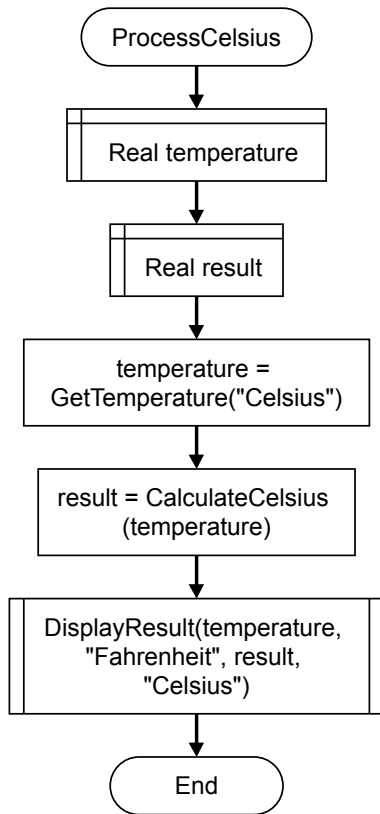 ProcessCelsius
Real temperature
Real result
temperature =
GetTemperature("Celsius")
result = CalculateCelsius
(temperature)
DisplayResult(temperature,
"Fahrenheit", result,
"Celsius")
End